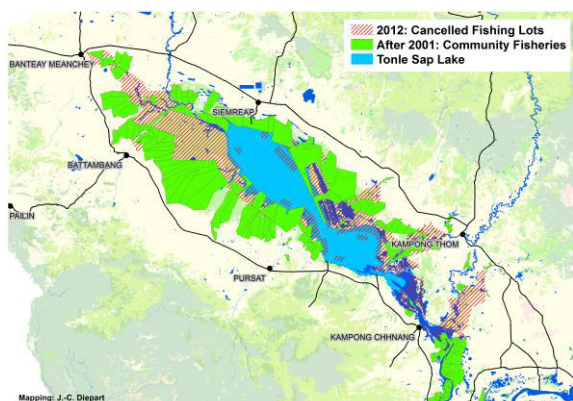 2012: Cancelled Fishing Lots
After 2001: Community Fisheries
Tonle Sap Lake
BANTEAY MEANCHEY
SIEMREAP
BATTAMBANG
PAILIN
KAMPONG THOM
PURSAT
KAMPONG CHHNANG
Mapping: J.-C. Diepart